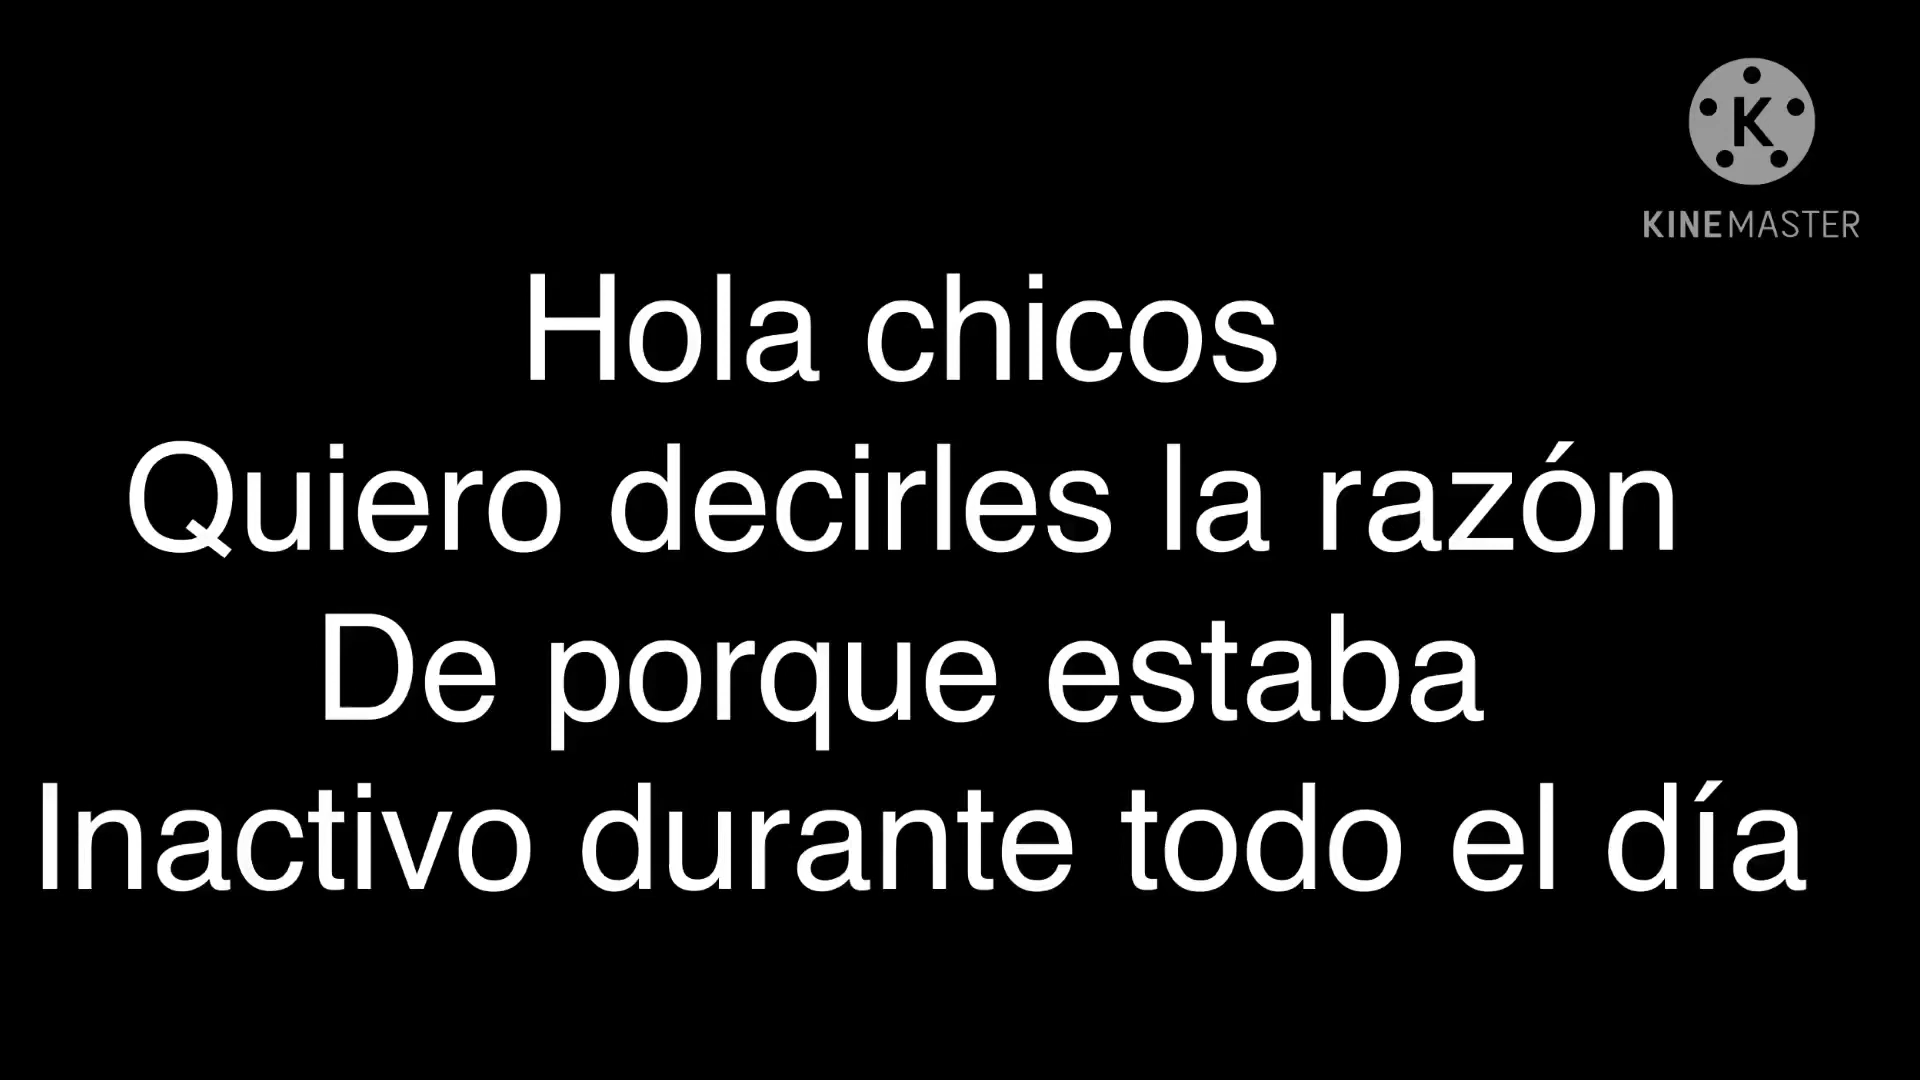 K
KINEMASTER
Hola chicos
Quiero decirles la razón
De porque estaba
Inactivo durante todo el día